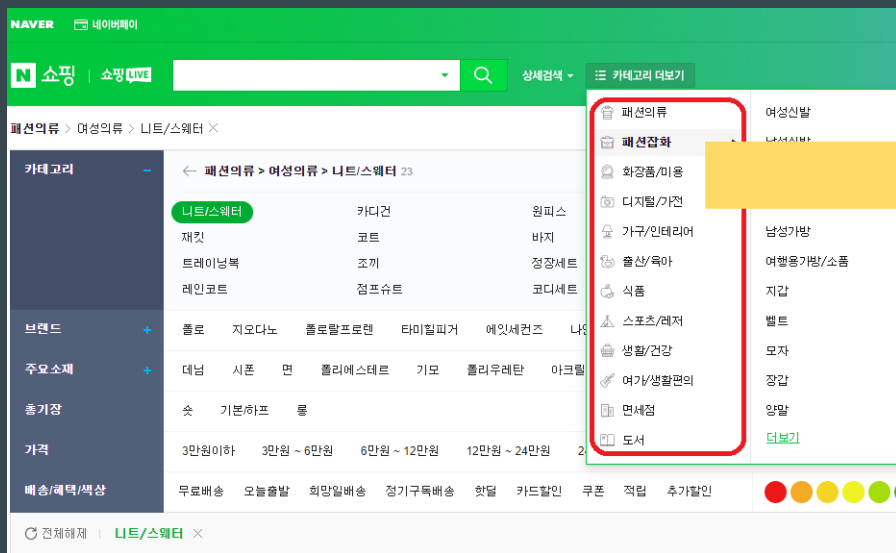 NAVER 네이버페이
N 쇼핑 쇼핑 LIVE 상세검색 카테고리 더보기
패션의류 > 여성의류 > 니트/스웨터
카테고리
패션의류 > 여성의류 > 니트/스웨터 23
니트/스웨터 카디건 원피스
재킷 코트 바지
트레이닝복 조끼 정장세트
레인코트 점프슈트 코디세트
브랜드
폴로 지오다노 폴로랄프로렌 타미힐피거 에잇세컨즈
주요소재
데님 시폰 면 폴리에스테르 기모 폴리우레탄 아크릴
총기장
숏 기본/하프 롱
가격
3만원이하 3만원 ~ 6만원 6만원 ~ 12만원 12만원 ~ 24만원
배송/혜택/색상
무료배송 오늘출발 희망일배송 정기구독배송 핫딜 카드할인 쿠폰 적립 추가할인
전체해제 니트/스웨터
패션의류
패션잡화
화장품/미용
디지털/가전
가구/인테리어
출산/육아
식품
스포츠/레저
생활/건강
여가/생활편의
면세점
도서
여성신발
남성가방
여행용가방/소품
지갑
벨트
모자
장갑
양말
더보기